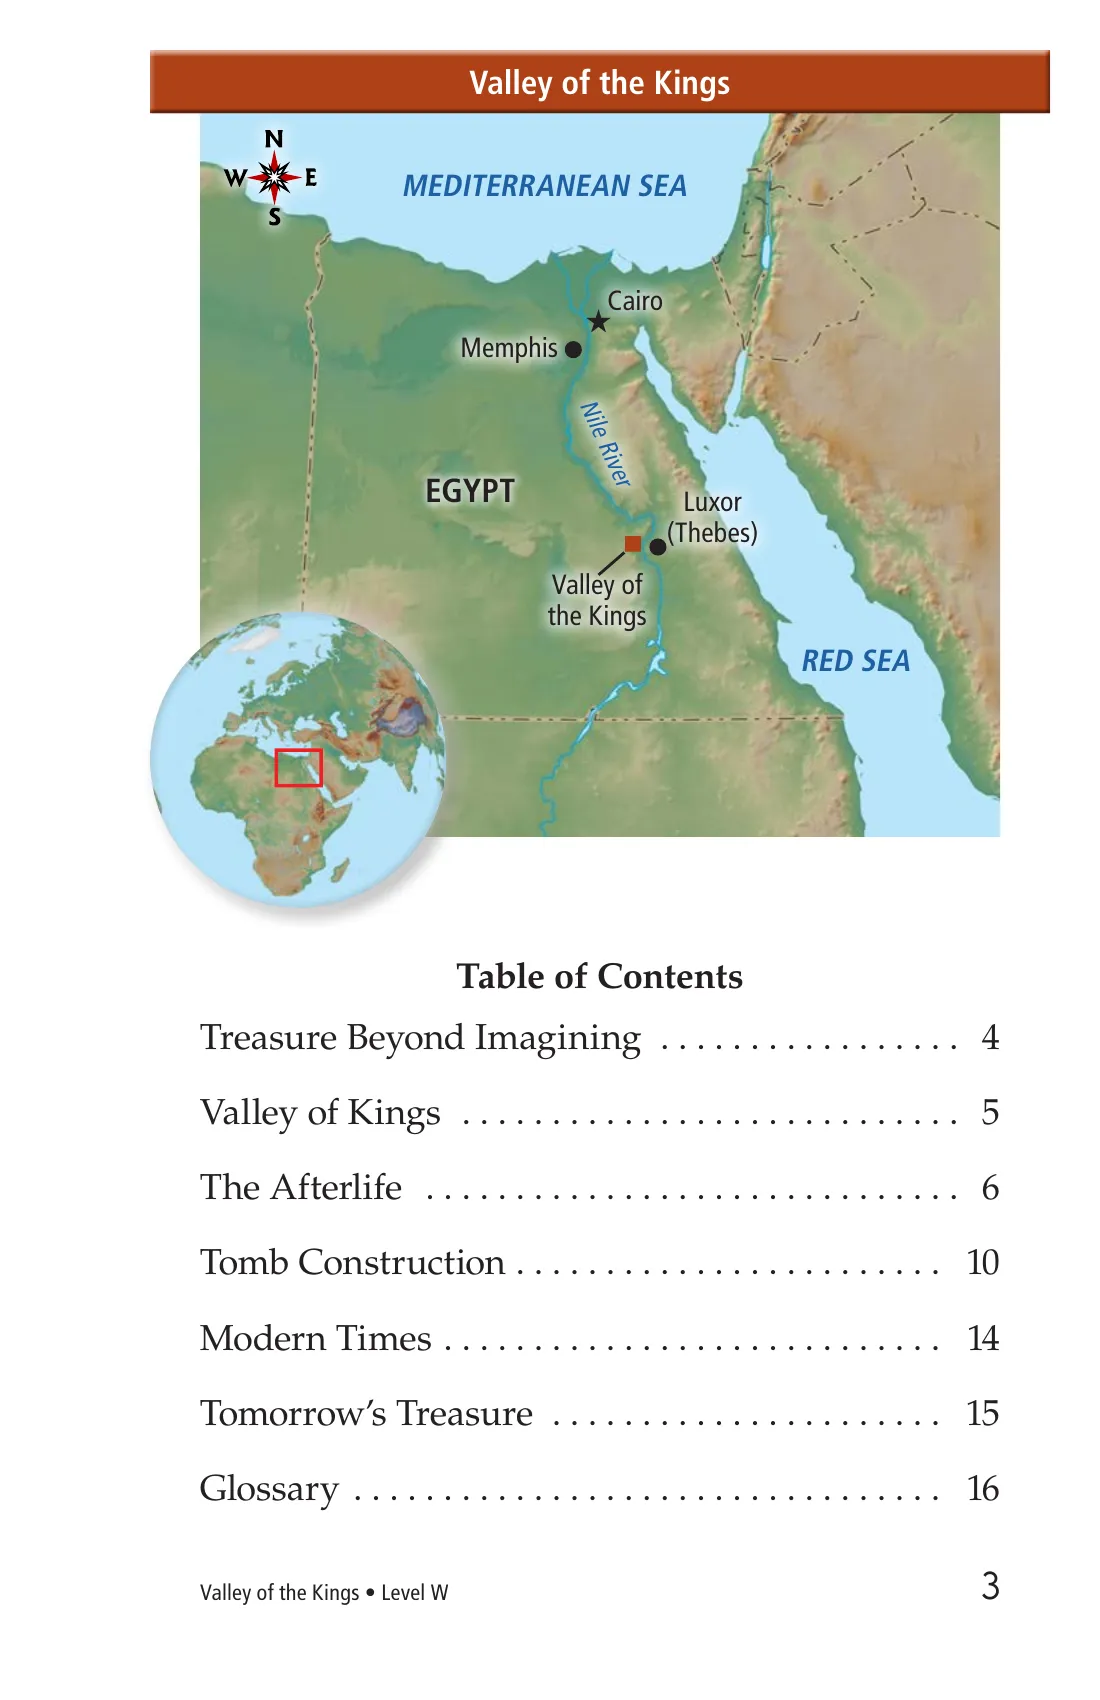 Valley of the Kings
N
W E
S
MEDITERRANEAN SEA
Cairo
Memphis
Nile River
EGYPT
Luxor
(Thebes)
Valley of
the Kings
RED SEA
Table of Contents
Treasure Beyond Imagining . . . . . . . . . . . . . . . . . 4
Valley of Kings . . . . . . . . . . . . . . . . . . . . . . . . . . . . 5
The Afterlife . . . . . . . . . . . . . . . . . . . . . . . . . . . . . . 6
Tomb Construction . . . . . . . . . . . . . . . . . . . . . . . . 10
Modern Times . . . . . . . . . . . . . . . . . . . . . . . . . . . . 14
Tomorrow’s Treasure . . . . . . . . . . . . . . . . . . . . . . 15
Glossary . . . . . . . . . . . . . . . . . . . . . . . . . . . . . . . . . 16
Valley of the Kings • Level W 3